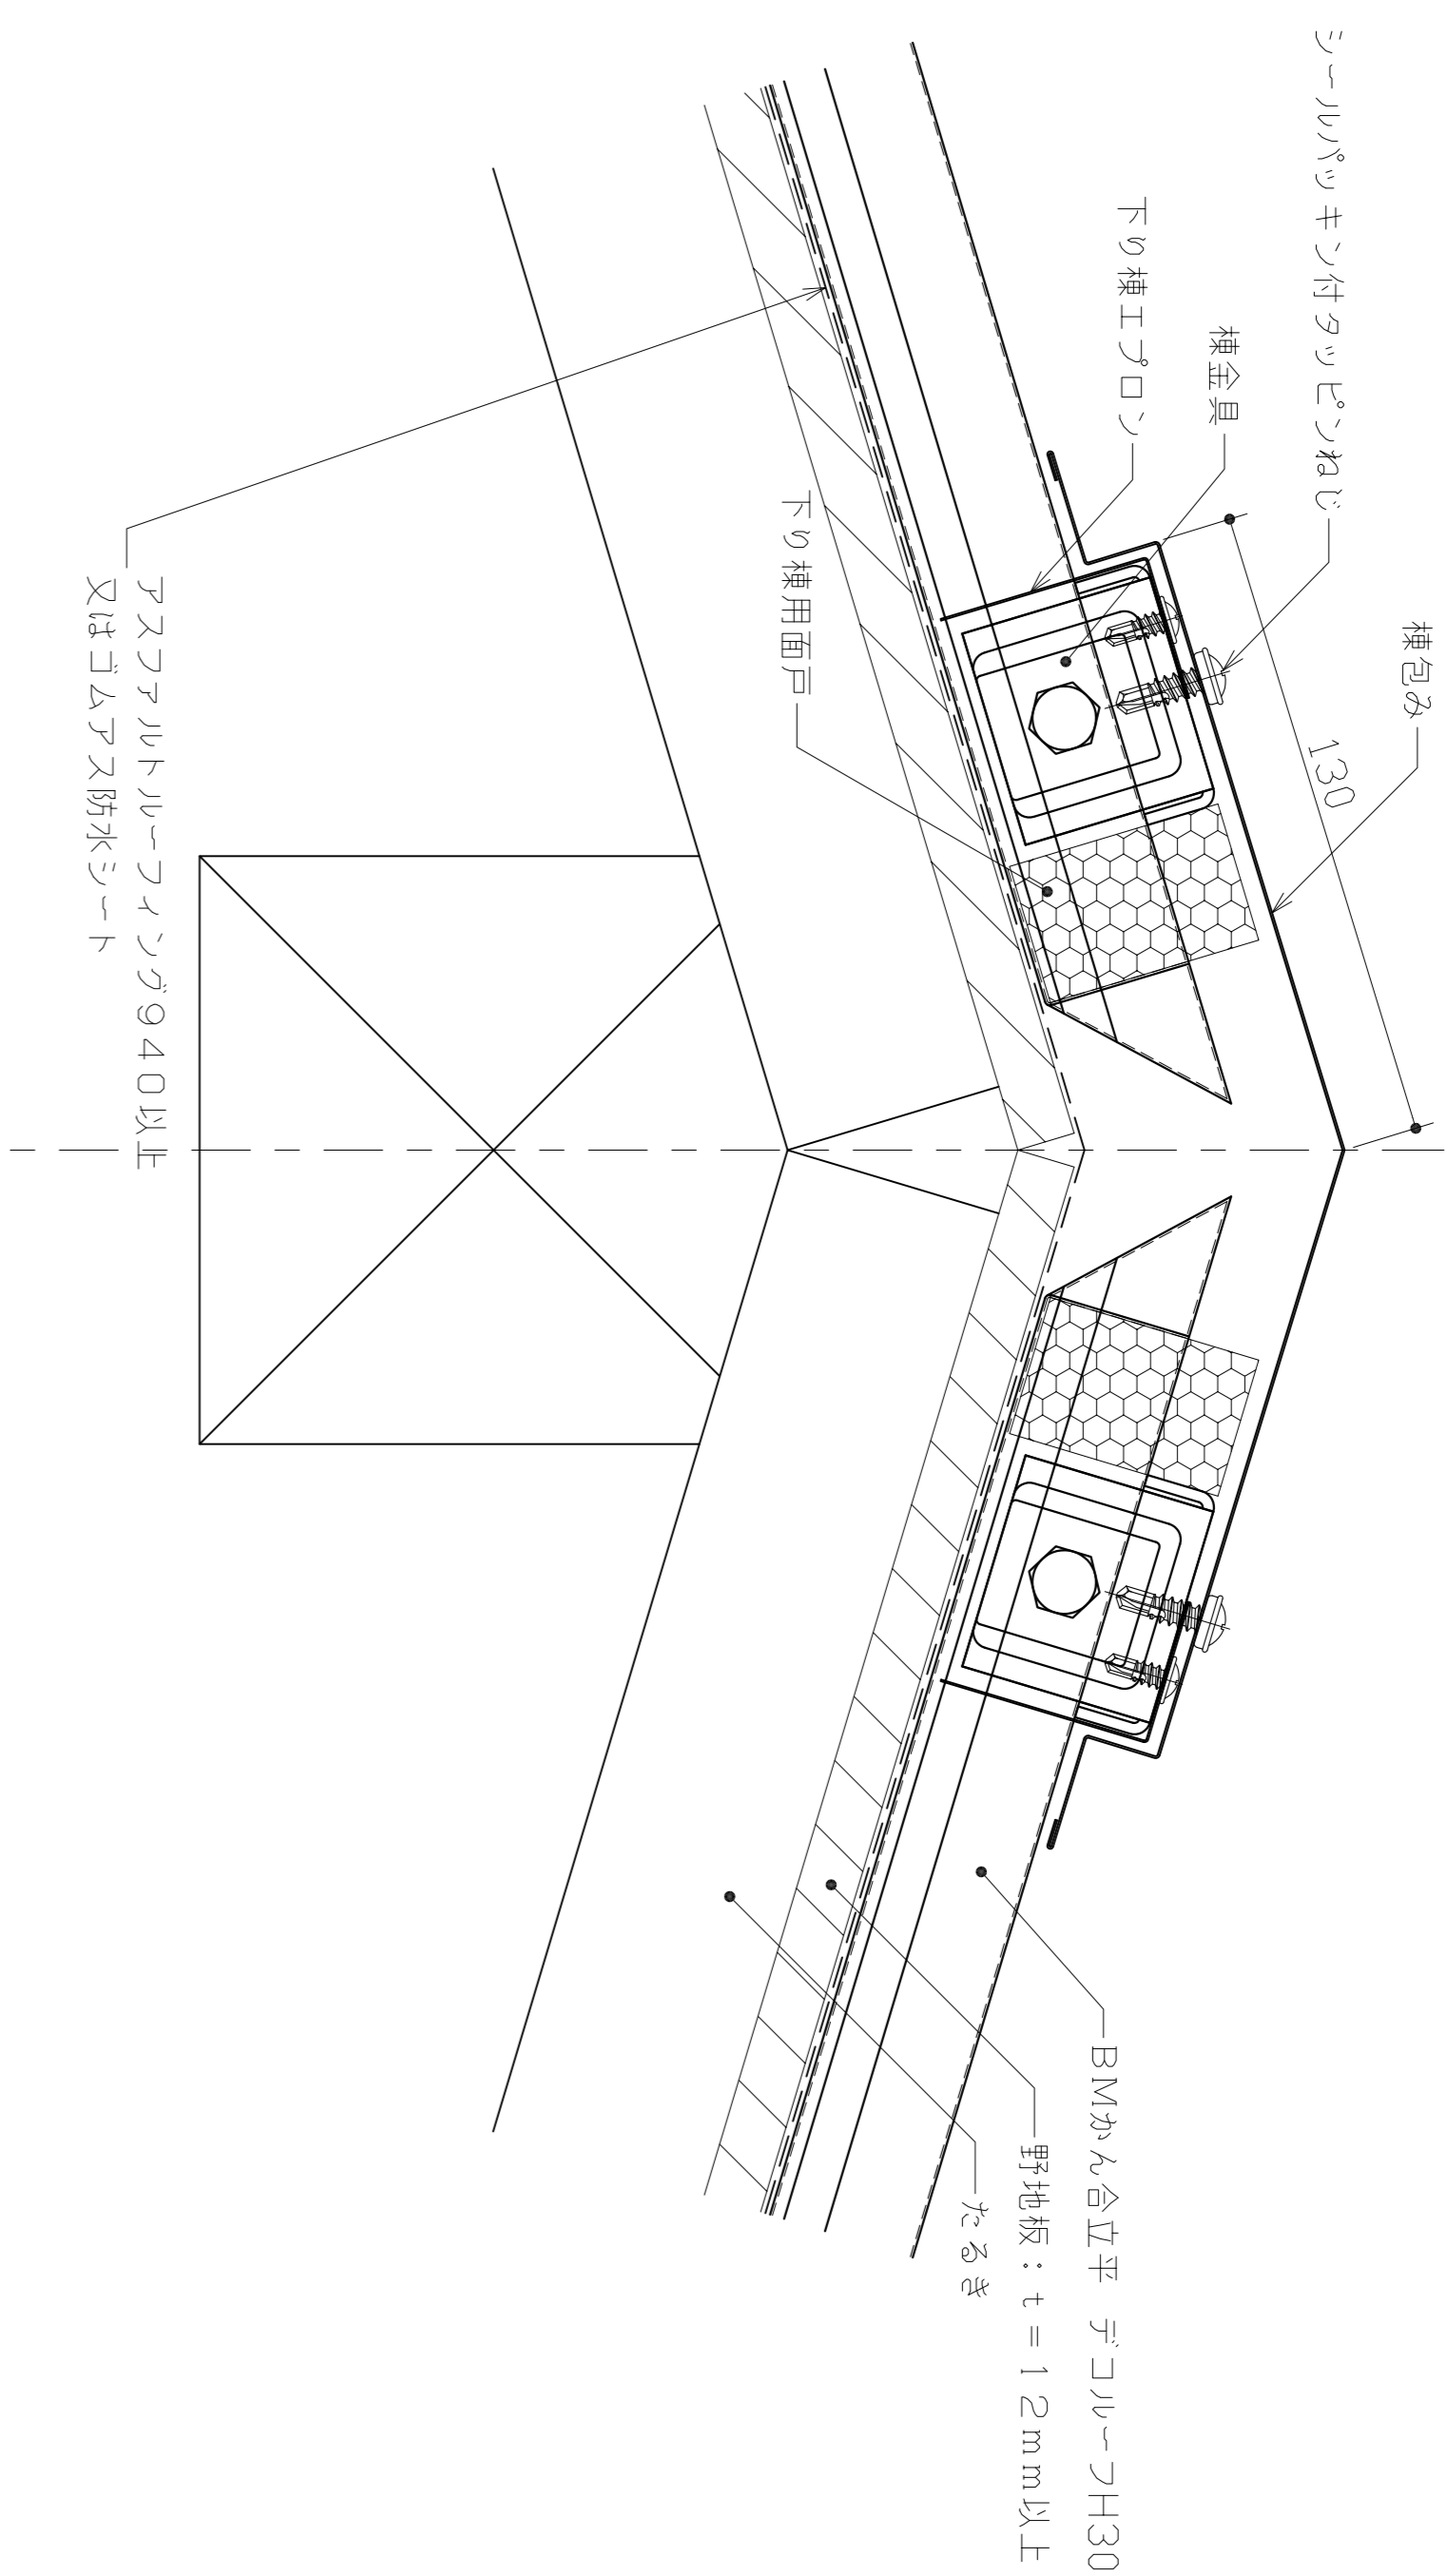 棟包み
130
シールパッキン付タッピンねじ
棟金具
下り棟エプロン
下り棟用面戸
アスファルトルーフィング940以上
又はゴムアス防水シート
BMかん合立平 デコルーフH30
野地板：t＝12mm以上
たるき